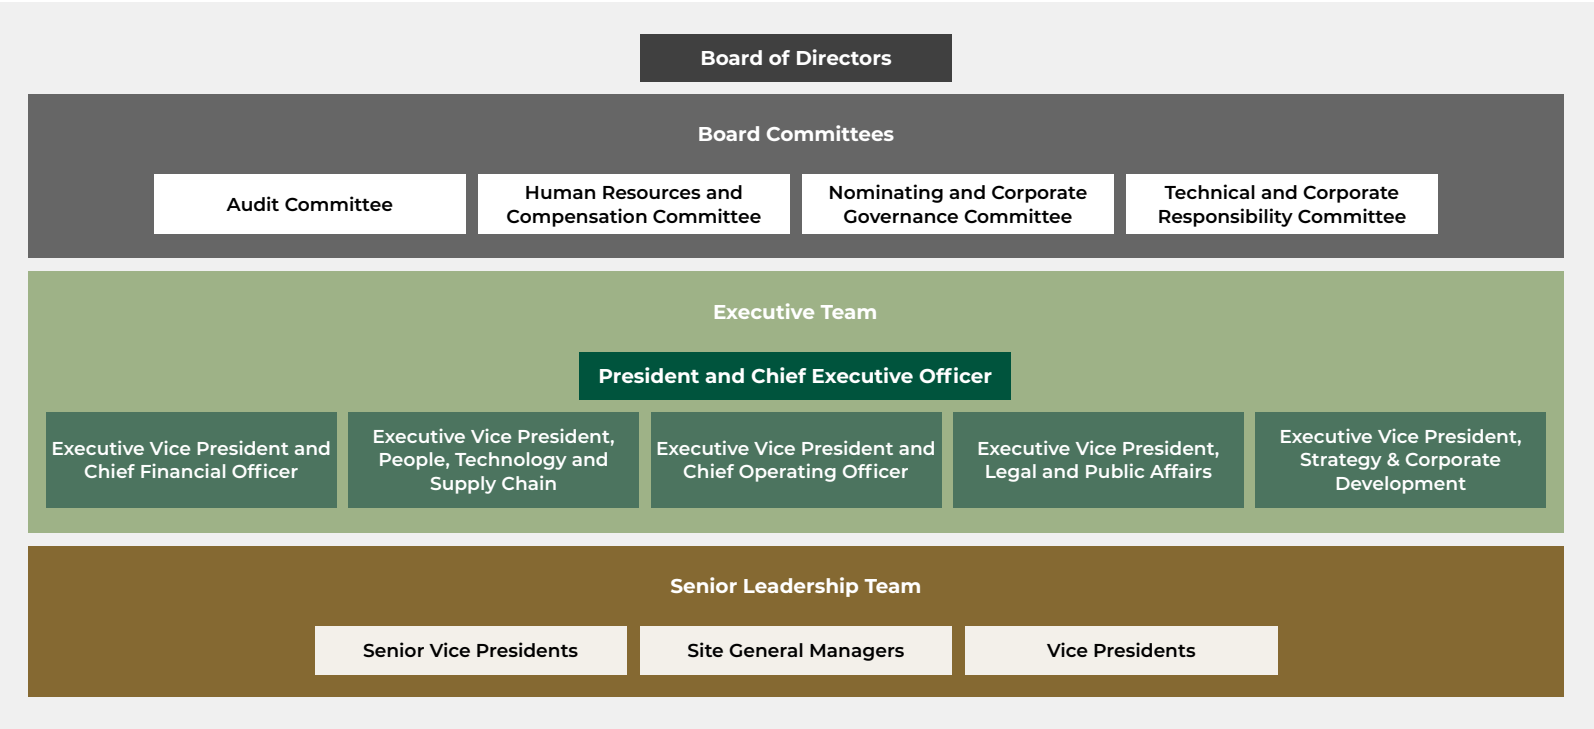 Board of Directors
Board Committees
Audit Committee
Human Resources and
Compensation Committee
Nominating and Corporate
Governance Committee
Technical and Corporate
Responsibility Committee
Executive Team
President and Chief Executive Officer
Executive Vice President and
Chief Financial Officer
Executive Vice President,
People, Technology and
Supply Chain
Executive Vice President and
Chief Operating Officer
Executive Vice President,
Legal and Public Affairs
Executive Vice President,
Strategy & Corporate
Development
Senior Leadership Team
Senior Vice Presidents
Site General Managers
Vice Presidents